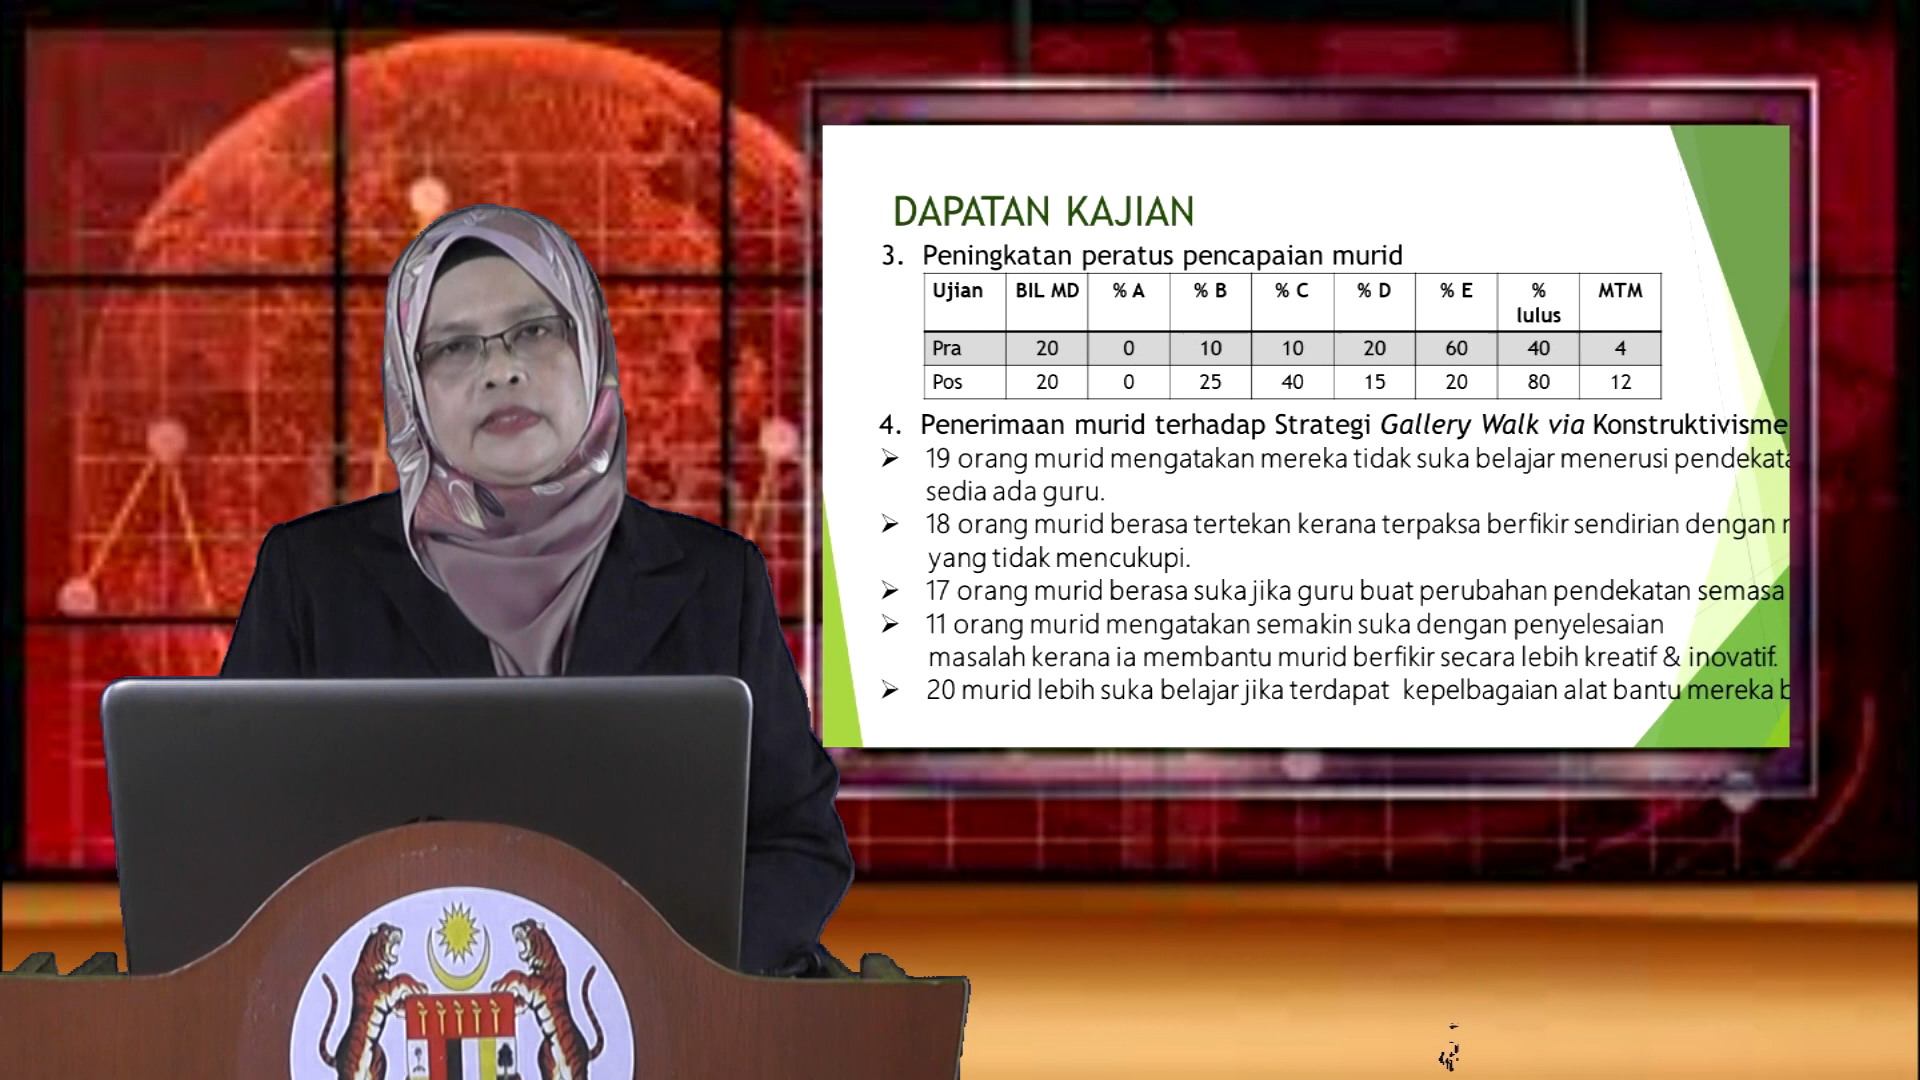 DAPATAN KAJIAN
3. Peningkatan peratus pencapaian murid
Ujian BIL MD % A % B % C % D % E % lulus MTM
Pra 20 0 10 10 20 60 40 4
Pos 20 0 25 40 15 20 80 12
4. Penerimaan murid terhadap Strategi Gallery Walk via Konstruktivisme
➢ 19 orang murid mengatakan mereka tidak suka belajar menerusi
sedia ada guru.
➢ 18 orang murid berasa tertekan kerana terpaksa berfikir sendirian dengan
yang tidak mencukupi.
➢ 17 orang murid berasa suka jika guru buat perubahan pendekatan semasa
➢ 11 orang murid mengatakan semakin suka dengan penyelesaian
masalah kerana ia membantu murid berfikir secara lebih kreatif & inovatif.
➢ 20 murid lebih suka belajar jika terdapat kepelbagaian alat bantu mereka